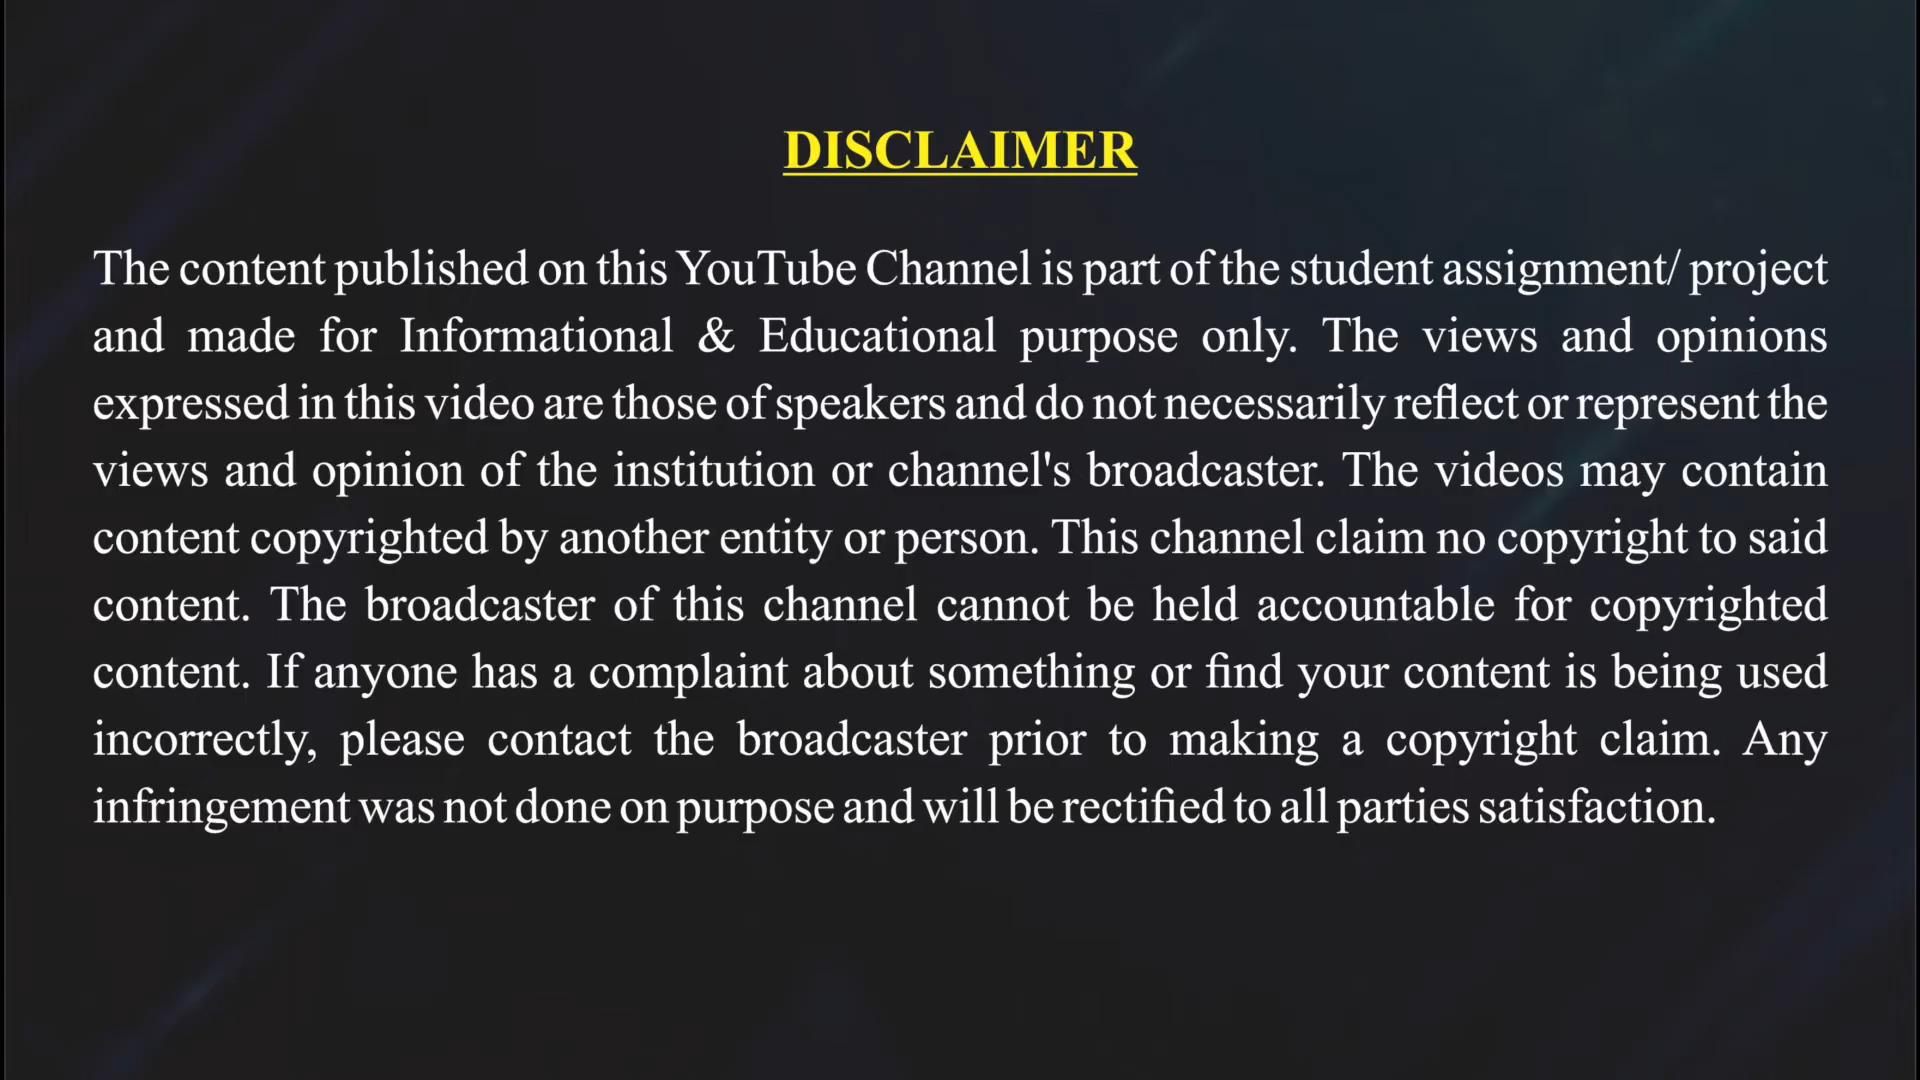 DISCLAIMER
The content published on this YouTube Channel is part of the student assignment/ project
and made for Informational & Educational purpose only. The views and opinions
expressed in this video are those of speakers and do not necessarily reflect or represent the
views and opinion of the institution or channel's broadcaster. The videos may contain
content copyrighted by another entity or person. This channel claim no copyright to said
content. The broadcaster of this channel cannot be held accountable for copyrighted
content. If anyone has a complaint about something or find your content is being used
incorrectly, please contact the broadcaster prior to making a copyright claim. Any
infringement was not done on purpose and will be rectified to all parties satisfaction.